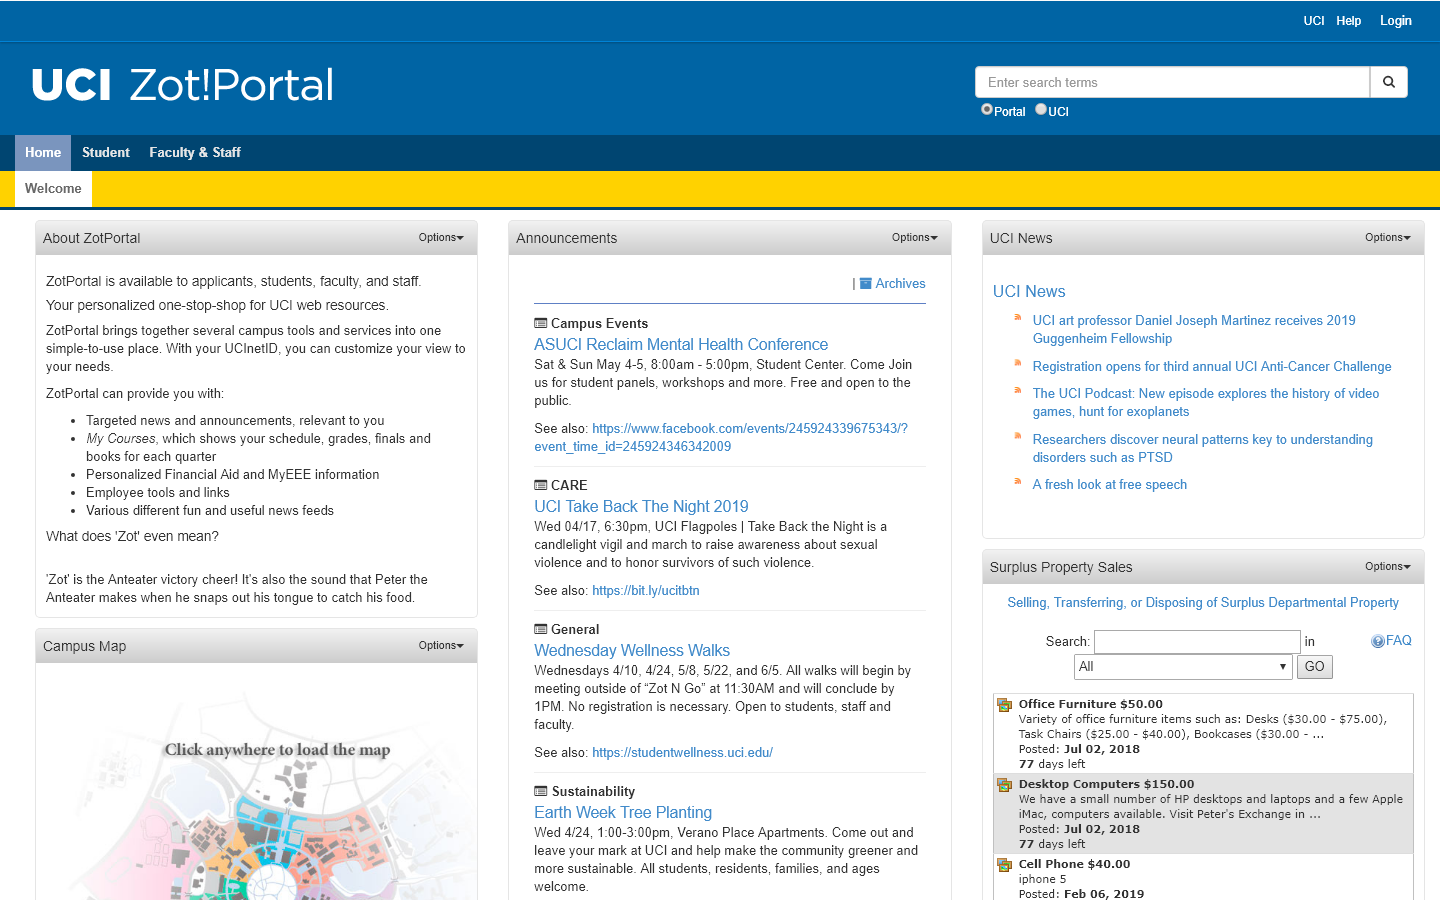 UCI Help Login
UCI Zot!Portal
Enter search terms
Portal UCI
Home Student Faculty & Staff
Welcome
About ZotPortal
Options
ZotPortal is available to applicants, students, faculty, and staff.
Your personalized one-stop-shop for UCI web resources.
ZotPortal brings together several campus tools and services into one
simple-to-use place. With your UCInetID, you can customize your view to
your needs.
ZotPortal can provide you with:
• Targeted news and announcements, relevant to you
• My Courses, which shows your schedule, grades, finals and
books for each quarter
• Personalized Financial Aid and MyEEE information
• Employee tools and links
• Various different fun and useful news feeds
What does 'Zot' even mean?
'Zot' is the Anteater victory cheer! It's also the sound that Peter the
Anteater makes when he snaps out his tongue to catch his food.
Campus Map
Options
Click anywhere to load the map
Announcements
Options
| Archives
Campus Events
ASUCI Reclaim Mental Health Conference
Sat & Sun May 4-5, 8:00am - 5:00pm, Student Center. Come Join
us for student panels, workshops and more. Free and open to the
public.
See also: https://www.facebook.com/events/245924339675343/?
event_time_id=245924346342009
CARE
UCI Take Back The Night 2019
Wed 04/17, 6:30pm, UCI Flagpoles | Take Back the Night is a
candlelight vigil and march to raise awareness about sexual
violence and to honor survivors of such violence.
See also: https://bit.ly/ucitbtn
General
Wednesday Wellness Walks
Wednesdays 4/10, 4/24, 5/8, 5/22, and 6/5. All walks will begin by
meeting outside of “Zot N Go” at 11:30AM and will conclude by
1PM. No registration is necessary. Open to students, staff and
faculty.
See also: https://studentwellness.uci.edu/
Sustainability
Earth Week Tree Planting
Wed 4/24, 1:00-3:00pm, Verano Place Apartments. Come out and
leave your mark at UCI and help make the community greener and
more sustainable. All students, residents, families, and ages
welcome.
UCI News
Options
UCI News
UCI art professor Daniel Joseph Martinez receives 2019
Guggenheim Fellowship
Registration opens for third annual UCI Anti-Cancer Challenge
The UCI Podcast: New episode explores the history of video
games, hunt for exoplanets
Researchers discover neural patterns key to understanding
disorders such as PTSD
A fresh look at free speech
Surplus Property Sales
Options
Selling, Transferring, or Disposing of Surplus Departmental Property
Search: in
FAQ
All GO
Office Furniture $50.00
Variety of office furniture items such as: Desks ($30.00 - $75.00),
Task Chairs ($25.00 - $40.00), Bookcases ($30.00 - ...
Posted: Jul 02, 2018
77 days left
Desktop Computers $150.00
We have a small number of HP desktops and laptops and a few Apple
iMac, computers available. Visit Peter's Exchange in ...
Posted: Jul 02, 2018
77 days left
Cell Phone $40.00
iphone 5
Posted: Feb 06, 2019